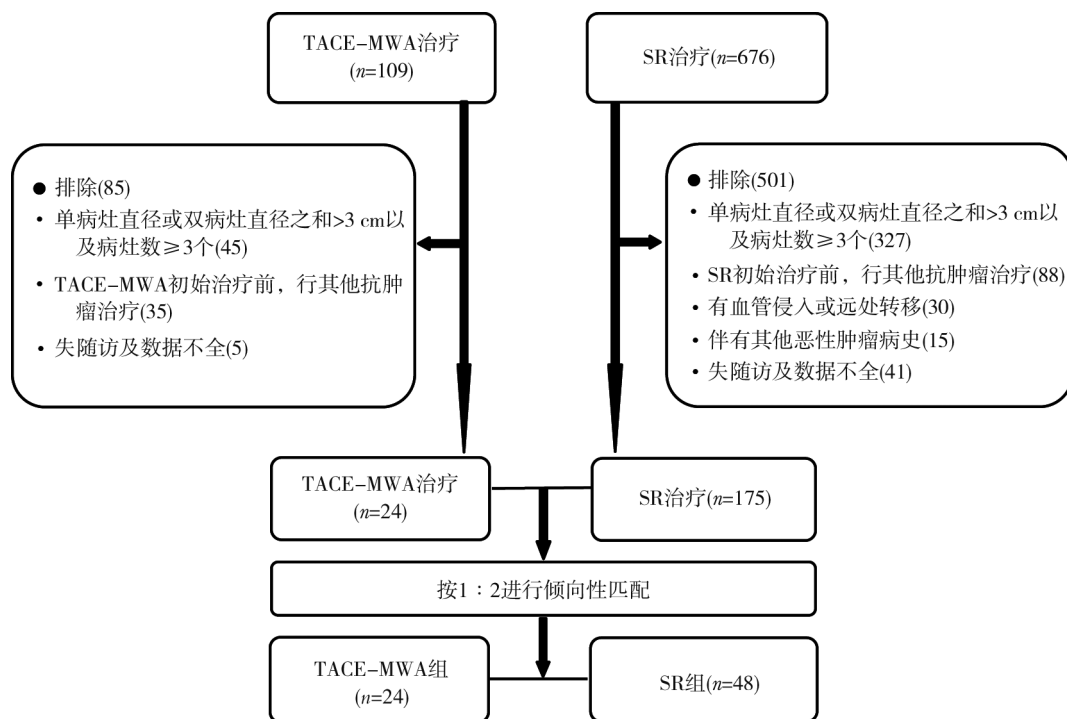 TACE-MWA治疗
(n=109)
SR治疗(n=676)
● 排除(85)
・单病灶直径或双病灶直径之和>3 cm以
及病灶数≥3个(45)
・TACE-MWA初始治疗前，行其他抗肿
瘤治疗(35)
・失随访及数据不全(5)
● 排除(501)
・单病灶直径或双病灶直径之和>3 cm以
及病灶数≥3个(327)
・SR初始治疗前，行其他抗肿瘤治疗(88)
・有血管侵入或远处转移(30)
・伴有其他恶性肿瘤病史(15)
・失随访及数据不全(41)
TACE-MWA治疗
(n=24)
SR治疗(n=175)
按1：2进行倾向性匹配
TACE-MWA组
(n=24)
SR组(n=48)